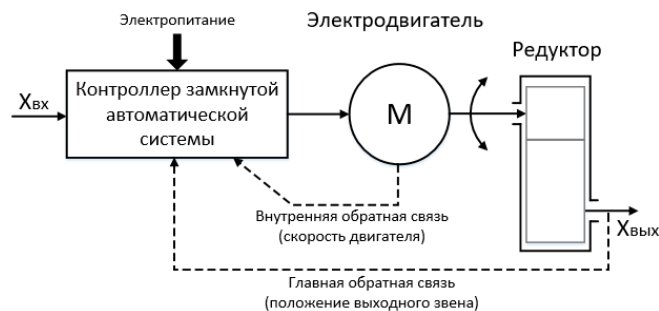 Электропитание
Электродвигатель
Редуктор
Контроллер замкнутой
автоматической
системы
Xвх
М
Внутренняя обратная связь
(скорость двигателя)
Xвых
Главная обратная связь
(положение выходного звена)